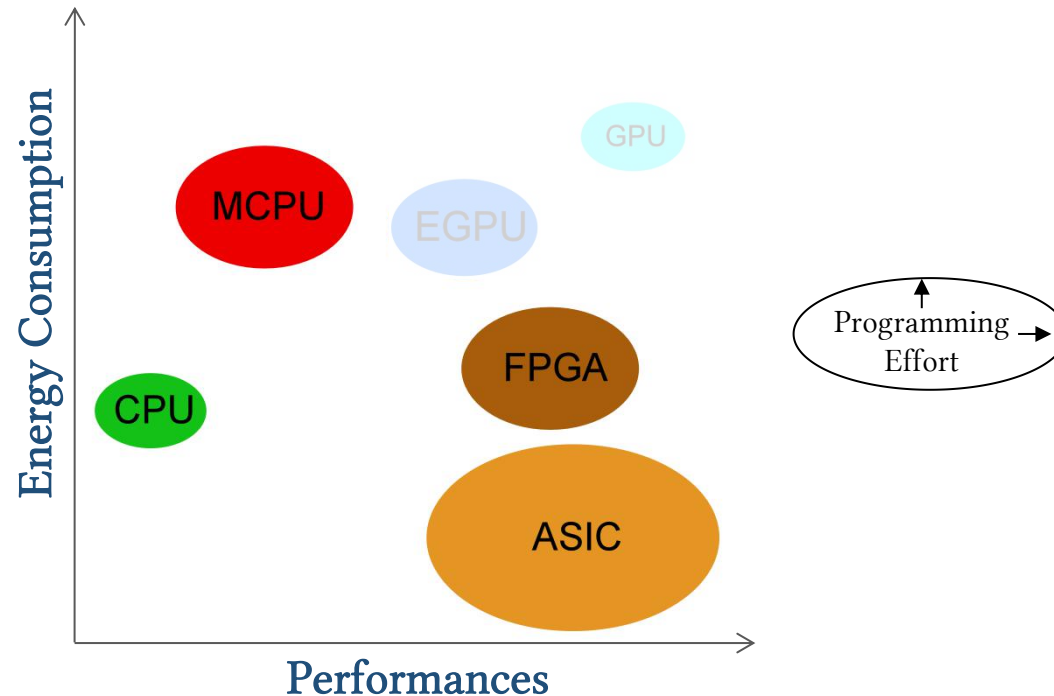 Energy Consumption
GPU
MCPU
EGPU
Programming
Effort
FPGA
CPU
ASIC
Performances